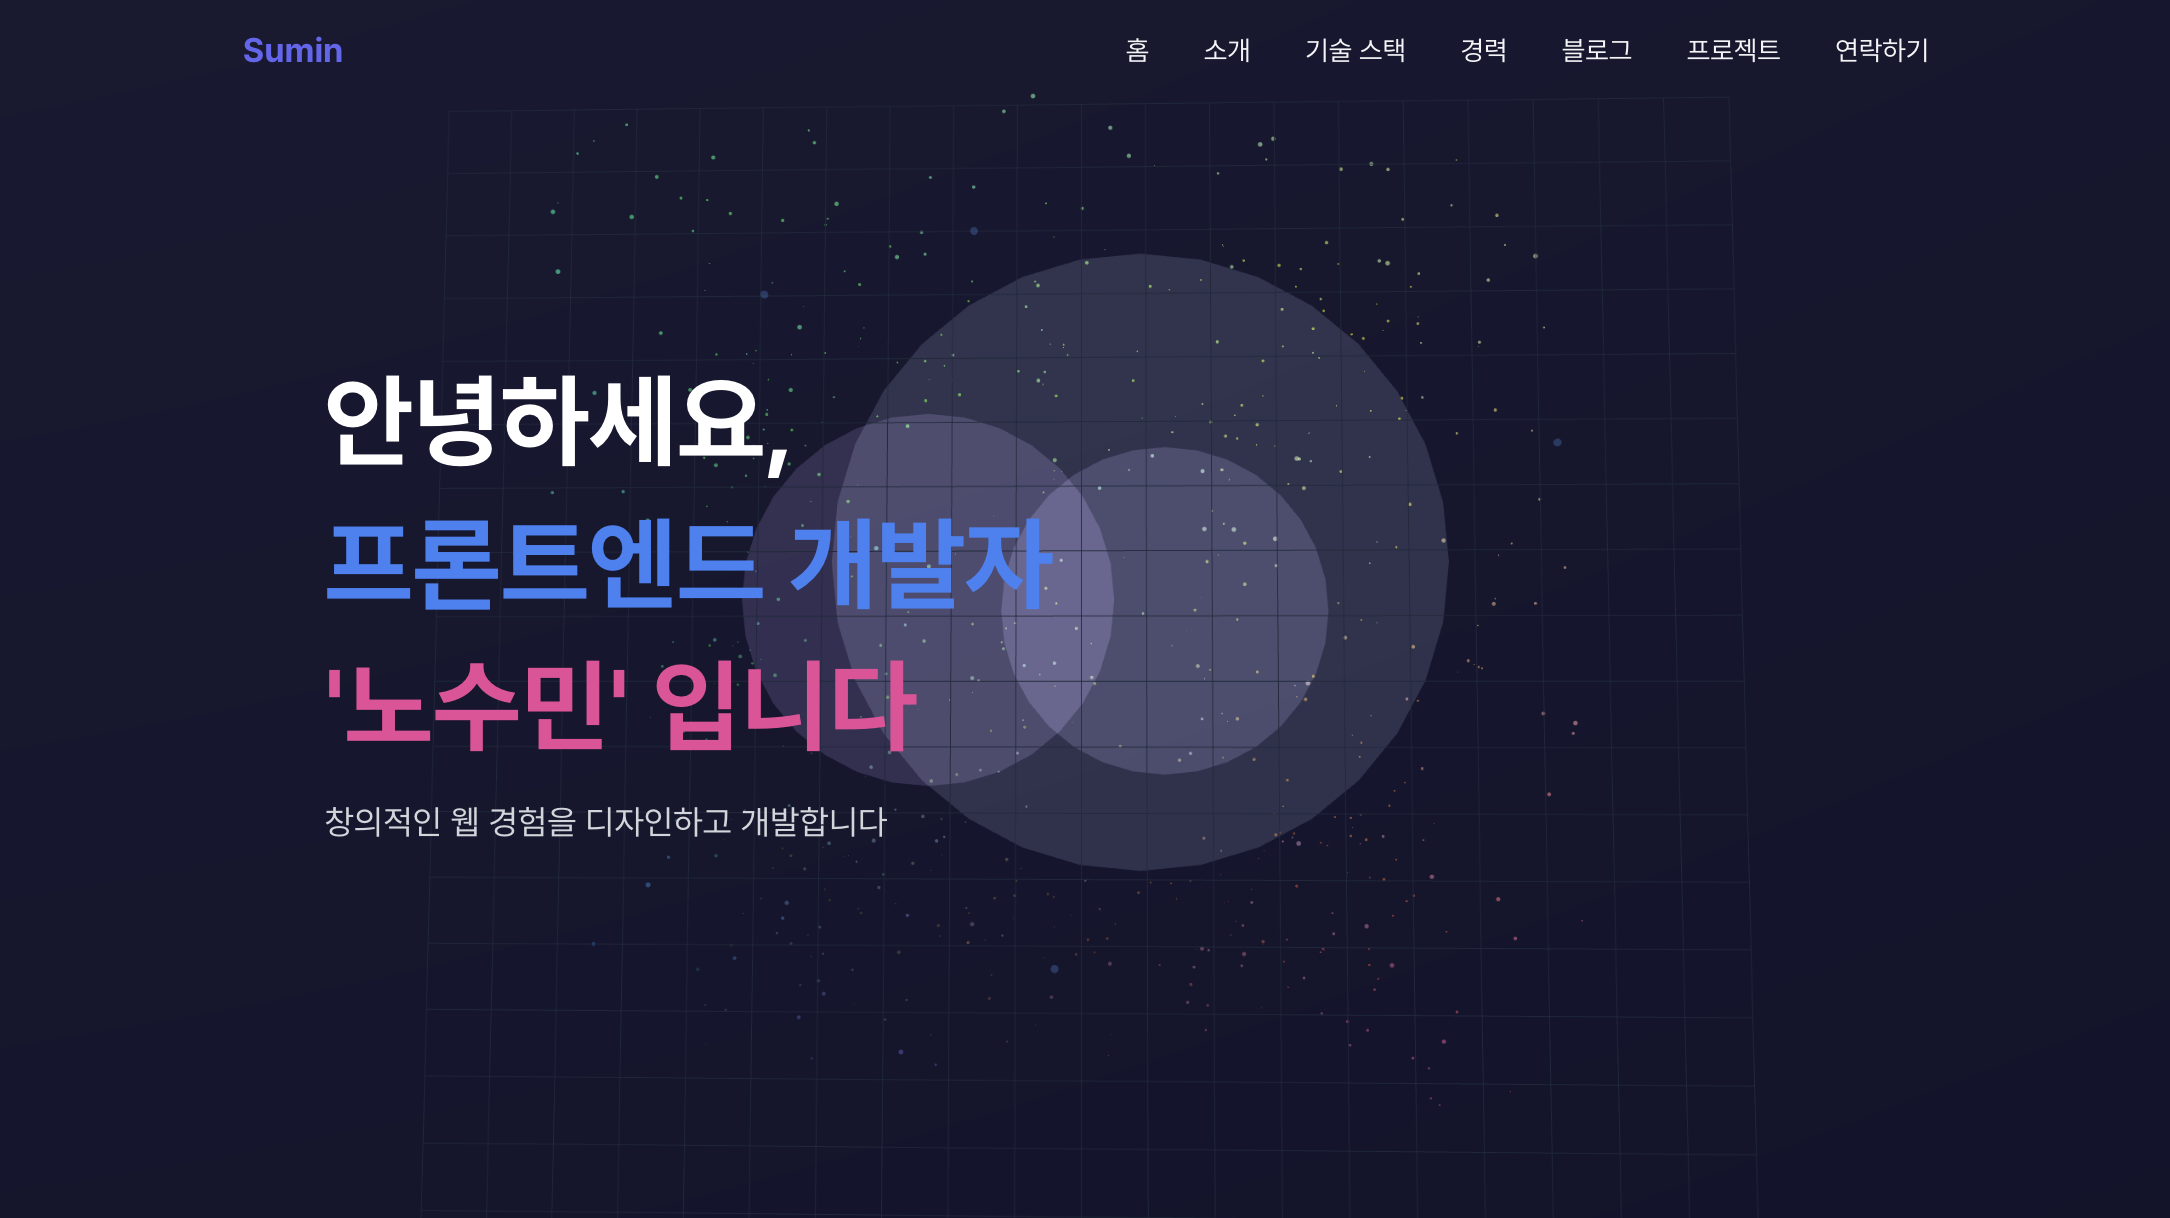 Sumin
홈 소개 기술 스택 경력 블로그 프로젝트 연락하기
안녕하세요,
프론트엔드 개발자
'노수민' 입니다
창의적인 웹 경험을 디자인하고 개발합니다